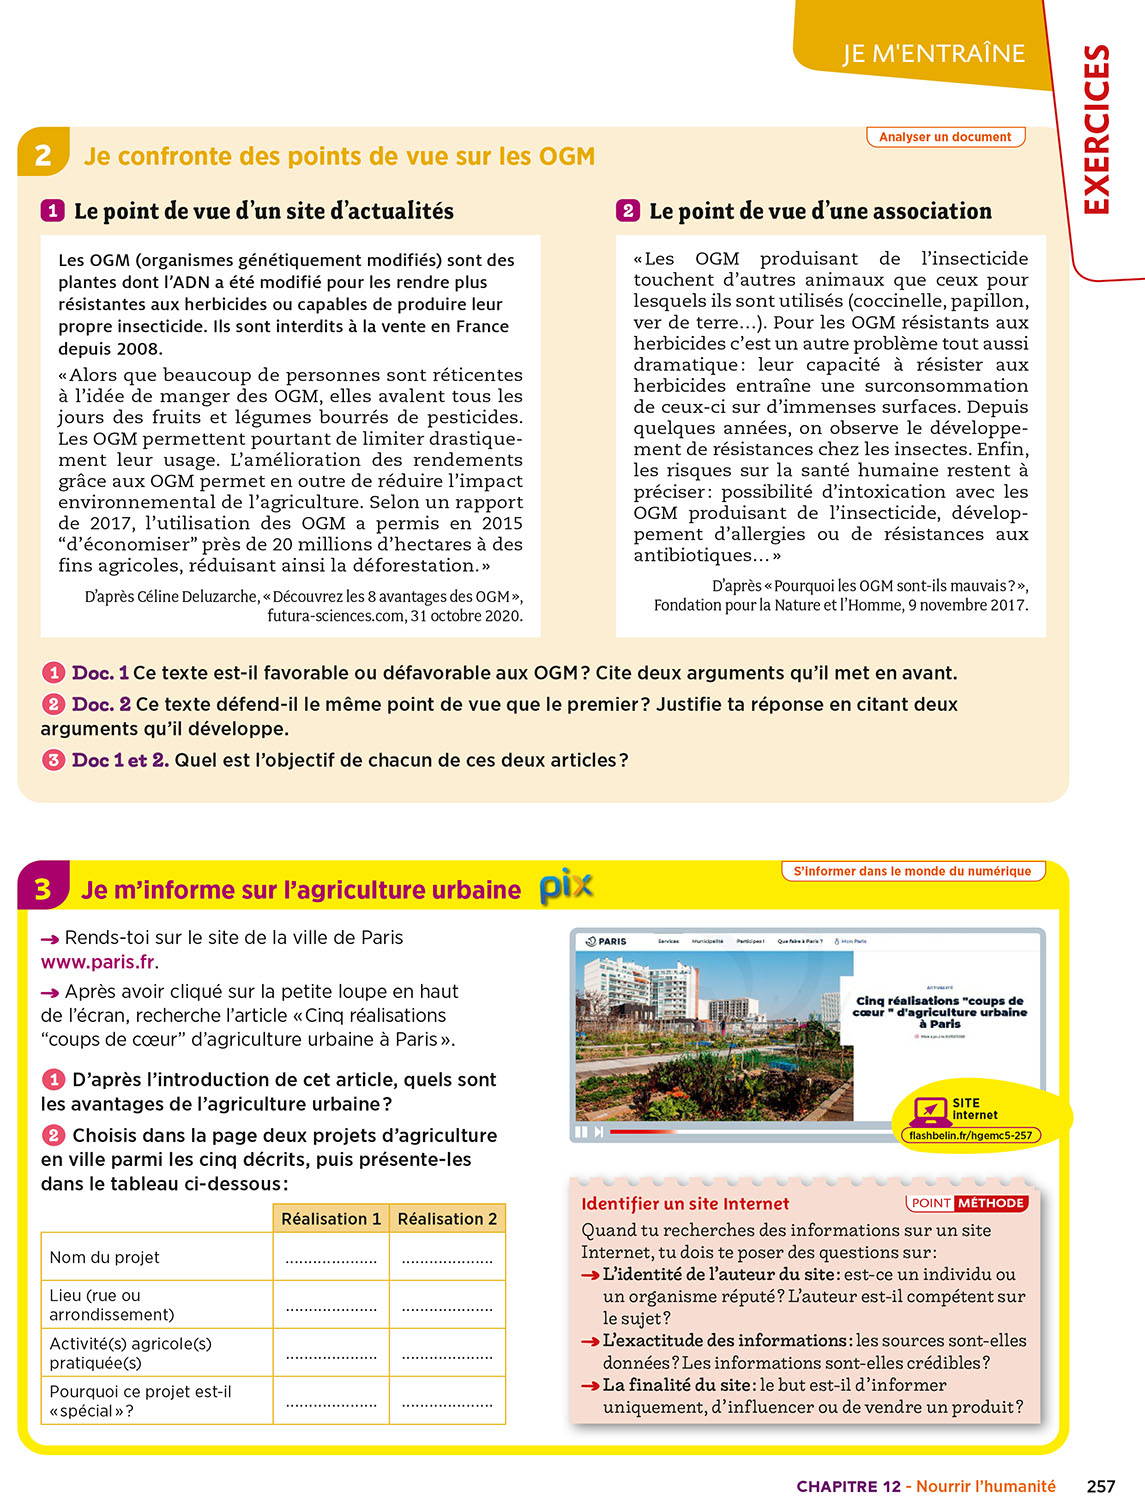 JE M'ENTRAÎNE
EXERCICES
Analyser un document
2 Je confronte des points de vue sur les OGM
1 Le point de vue d'un site d'actualités
Les OGM (organismes génétiquement modifiés) sont des
plantes dont l'ADN a été modifié pour les rendre plus
résistantes aux herbicides ou capables de produire leur
propre insecticide. Ils sont interdits à la vente en France
depuis 2008.
« Alors que beaucoup de personnes sont réticentes
à l'idée de manger des OGM, elles avalent tous les
jours des fruits et légumes bourrés de pesticides.
Les OGM permettent pourtant de limiter drastique-
ment leur usage. L'amélioration des rendements
grâce aux OGM permet en outre de réduire l'impact
environnemental de l'agriculture. Selon un rapport
de 2017, l'utilisation des OGM a permis en 2015
“d'économiser” près de 20 millions d'hectares à des
fins agricoles, réduisant ainsi la déforestation. »
D'après Céline Deluzarche, « Découvrez les 8 avantages des OGM »,
futura-sciences.com, 31 octobre 2020.
2 Le point de vue d'une association
« Les OGM produisant de l'insecticide
touchent d'autres animaux que ceux pour
lesquels ils sont utilisés (coccinelle, papillon,
ver de terre…). Pour les OGM résistants aux
herbicides c'est un autre problème tout aussi
dramatique : leur capacité à résister aux
herbicides entraîne une surconsommation
de ceux-ci sur d'immenses surfaces. Depuis
quelques années, on observe le développe-
ment de résistances chez les insectes. Enfin,
les risques sur la santé humaine restent à
préciser : possibilité d'intoxication avec les
OGM produisant de l'insecticide, dévelop-
pement d'allergies ou de résistances aux
antibiotiques… »
D'après « Pourquoi les OGM sont-ils mauvais ? »,
Fondation pour la Nature et l'Homme, 9 novembre 2017.
1 Doc. 1 Ce texte est-il favorable ou défavorable aux OGM ? Cite deux arguments qu'il met en avant.
2 Doc. 2 Ce texte défend-il le même point de vue que le premier ? Justifie ta réponse en citant deux
arguments qu'il développe.
3 Doc 1 et 2. Quel est l'objectif de chacun de ces deux articles ?
S'informer dans le monde du numérique
3 Je m'informe sur l'agriculture urbaine pix
→ Rends-toi sur le site de la ville de Paris
www.paris.fr.
→ Après avoir cliqué sur la petite loupe en haut
de l'écran, recherche l'article « Cinq réalisations
“coups de cœur” d'agriculture urbaine à Paris ».
1 D'après l'introduction de cet article, quels sont
les avantages de l'agriculture urbaine ?
2 Choisis dans la page deux projets d'agriculture
en ville parmi les cinq décrits, puis présente-les
dans le tableau ci-dessous :
Réalisation 1 Réalisation 2
Nom du projet .................... ....................
Lieu (rue ou
arrondissement) .................... ....................
Activité(s) agricole(s)
pratiquée(s) .................... ....................
Pourquoi ce projet est-il
« spécial » ? .................... ....................
PARIS Services Municipalité Participez ! Que faire à Paris ? Mon Paris
ACTUALITÉ
Cinq réalisations "coups de
cœur " d'agriculture urbaine
à Paris
SITE
Internet
flashbelin.fr/hgemc5-257
Identifier un site Internet
POINT MÉTHODE
Quand tu recherches des informations sur un site
Internet, tu dois te poser des questions sur :
→ L'identité de l'auteur du site : est-ce un individu ou
un organisme réputé ? L'auteur est-il compétent sur
le sujet ?
→ L'exactitude des informations : les sources sont-elles
données ? Les informations sont-elles crédibles ?
→ La finalité du site : le but est-il d'informer
uniquement, d'influencer ou de vendre un produit ?
CHAPITRE 12 - Nourrir l'humanité 257